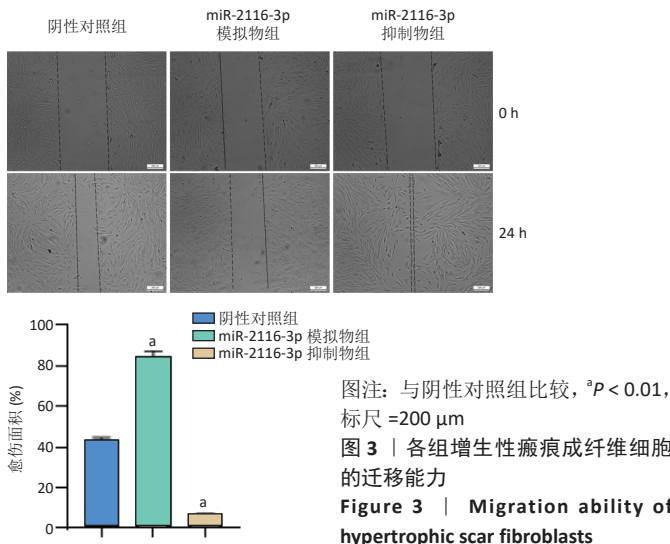 阴性对照组
miR-2116-3p
模拟物组
miR-2116-3p
抑制物组
0 h
24 h
100
80
60
40
20
0
愈伤面积 (%)
a
a
阴性对照组
miR-2116-3p 模拟物组
miR-2116-3p 抑制物组
图注：与阴性对照组比较，ᵃP < 0.01，
标尺 =200 μm
图 3 ｜各组增生性瘢痕成纤维细胞
的迁移能力
Figure 3 ｜ Migration ability of
hypertrophic scar fibroblasts